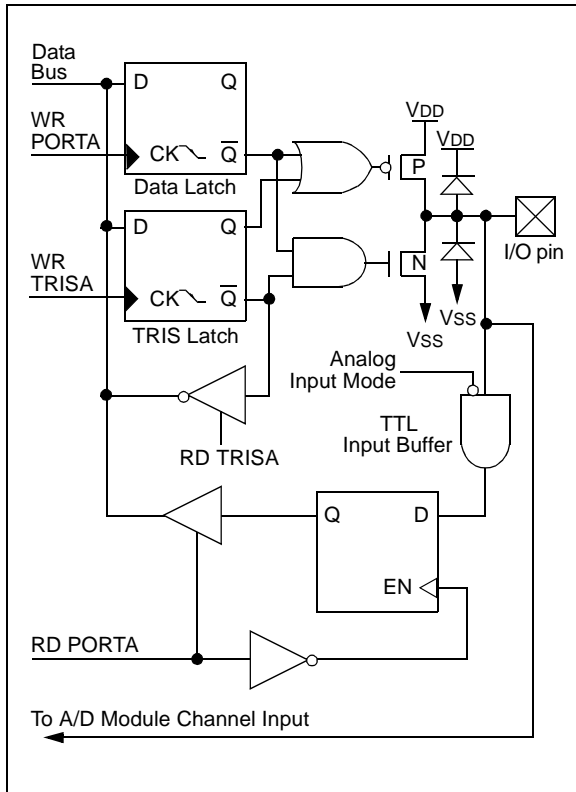 Data
Bus
D Q
WR
PORTA
CK Q
Data Latch
VDD
VDD
P
D Q
WR
TRISA
CK Q
TRIS Latch
N
I/O pin
VSS
VSS
Analog
Input Mode
TTL
Input Buffer
RD TRISA
Q D
EN
RD PORTA
To A/D Module Channel Input